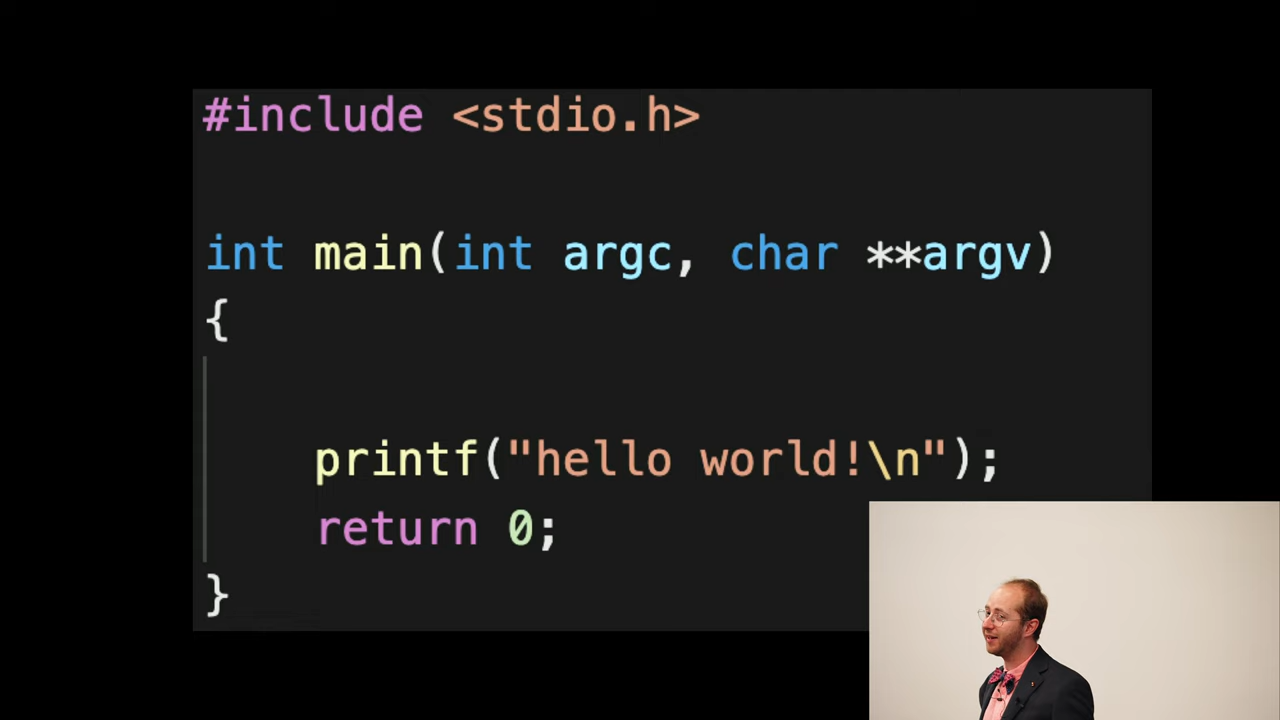 #include <stdio.h>
int main(int argc, char **argv)
{
printf("hello world!\n");
return 0;
}